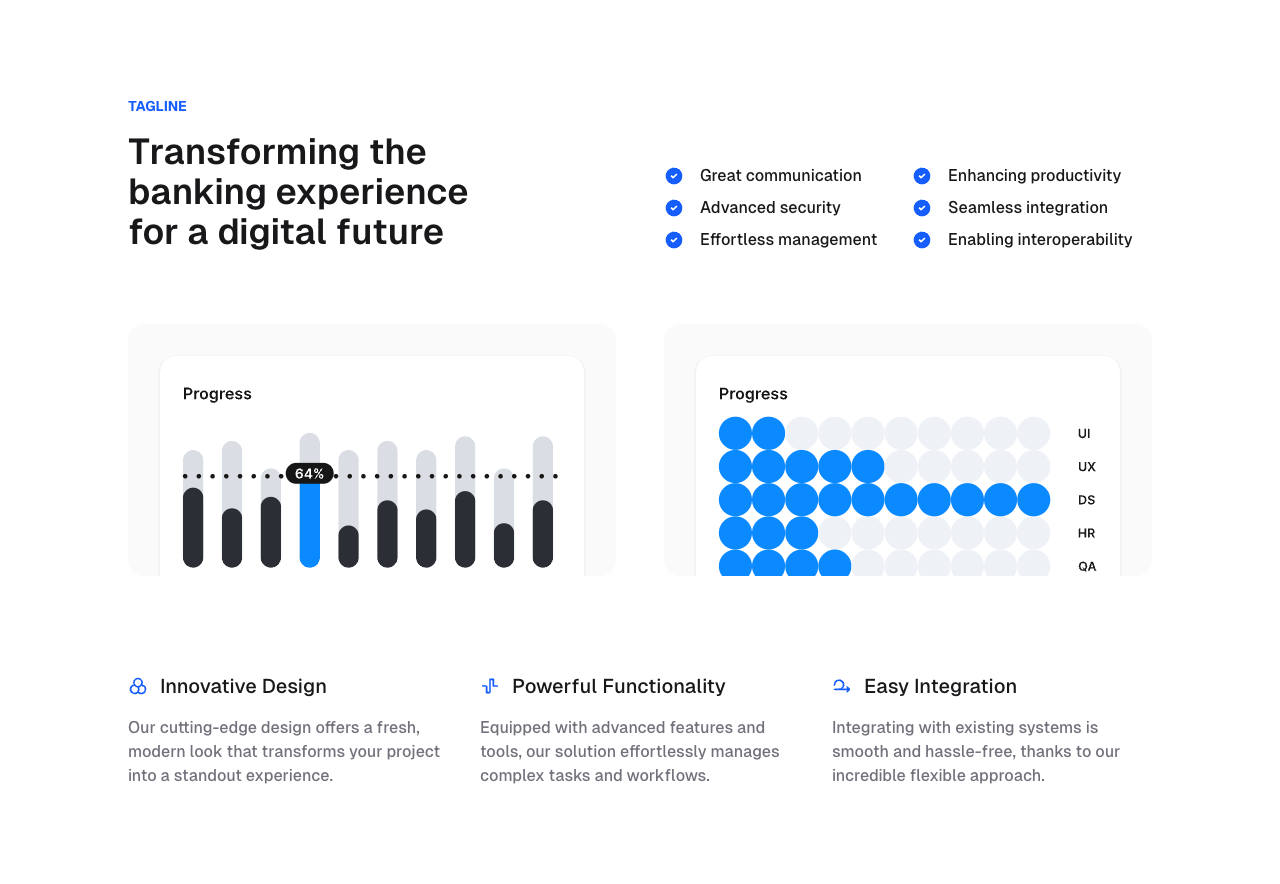 TAGLINE
Transforming the
banking experience
for a digital future
Great communication
Advanced security
Effortless management
Enhancing productivity
Seamless integration
Enabling interoperability
Progress
64%
Progress
UI
UX
DS
HR
QA
Innovative Design
Our cutting-edge design offers a fresh,
modern look that transforms your project
into a standout experience.
Powerful Functionality
Equipped with advanced features and
tools, our solution effortlessly manages
complex tasks and workflows.
Easy Integration
Integrating with existing systems is
smooth and hassle-free, thanks to our
incredible flexible approach.